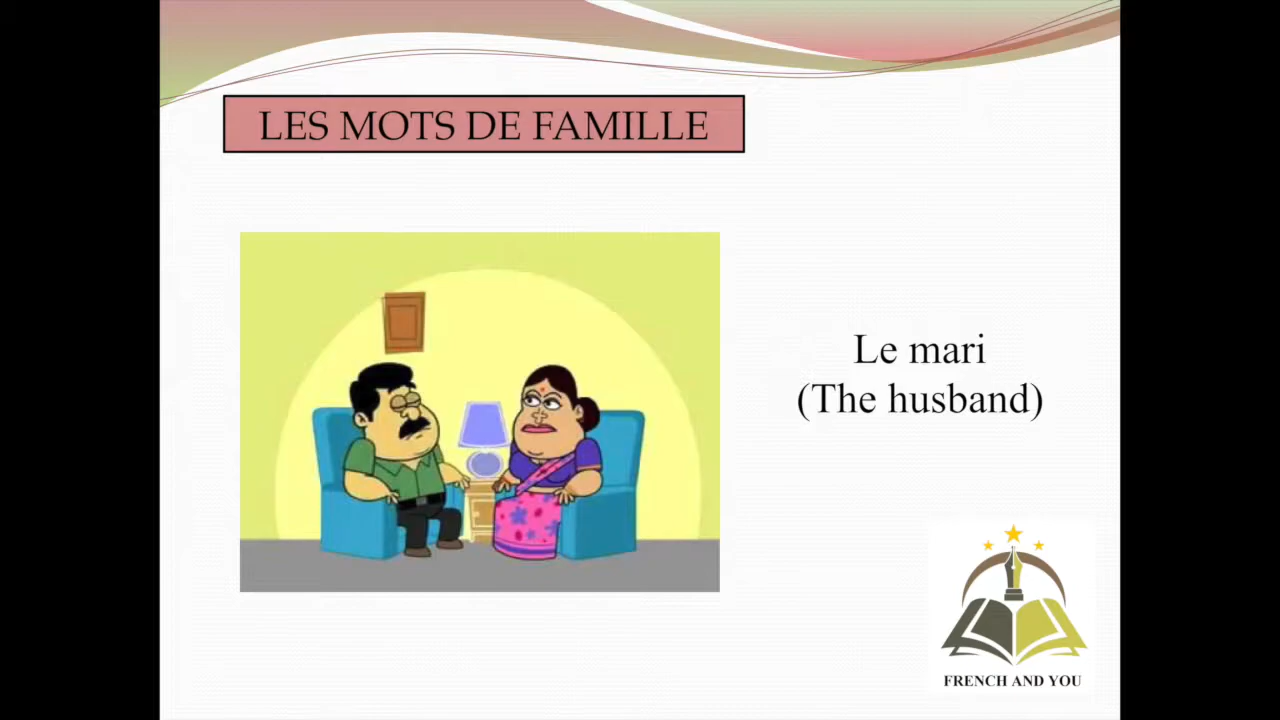 LES MOTS DE FAMILLE
Le mari
(The husband)
FRENCH AND YOU